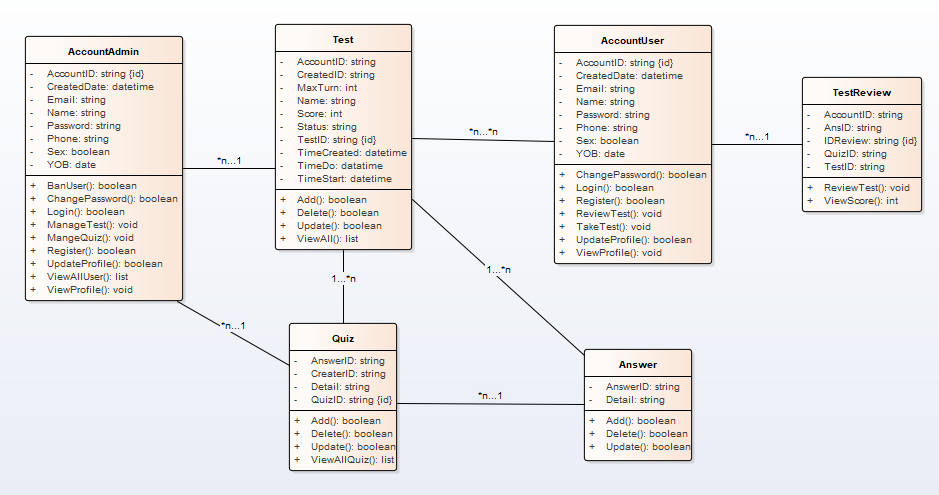 AccountAdmin
- AccountID: string {id}
- CreatedDate: datetime
- Email: string
- Name: string
- Password: string
- Phone: string
- Sex: boolean
- YOB: date
+ BanUser(): boolean
+ ChangePassword(): boolean
+ Login(): boolean
+ ManageTest(): void
+ MangeQuiz(): void
+ Register(): boolean
+ UpdateProfile(): boolean
+ ViewAllUser(): list
+ ViewProfile(): void
*n...1
Test
- AccountID: string
- CreatedID: string
- MaxTurn: int
- Name: string
- Score: int
- Status: string
- TestID: string {id}
- TimeCreated: datetime
- TimeDo: datatime
- TimeStart: datetime
+ Add(): boolean
+ Delete(): boolean
+ Update(): boolean
+ ViewAll(): list
*n...*n
AccountUser
- AccountID: string {id}
- CreatedDate: datetime
- Email: string
- Name: string
- Password: string
- Phone: string
- Sex: boolean
- YOB: date
+ ChangePassword(): boolean
+ Login(): boolean
+ Register(): boolean
+ ReviewTest(): void
+ TakeTest(): void
+ UpdateProfile(): boolean
+ ViewProfile(): void
*n...1
TestReview
- AccountID: string
- AnsID: string
- IDReview: string {id}
- QuizID: string
- TestID: string
+ ReviewTest(): void
+ ViewScore(): int
1...*n
1...*n
*n...1
Quiz
- AnswerID: string
- CreaterID: string
- Detail: string
- QuizID: string {id}
+ Add(): boolean
+ Delete(): boolean
+ Update(): boolean
+ ViewAllQuiz(): list
*n...1
Answer
- AnswerID: string
- Detail: string
+ Add(): boolean
+ Delete(): boolean
+ Update(): boolean